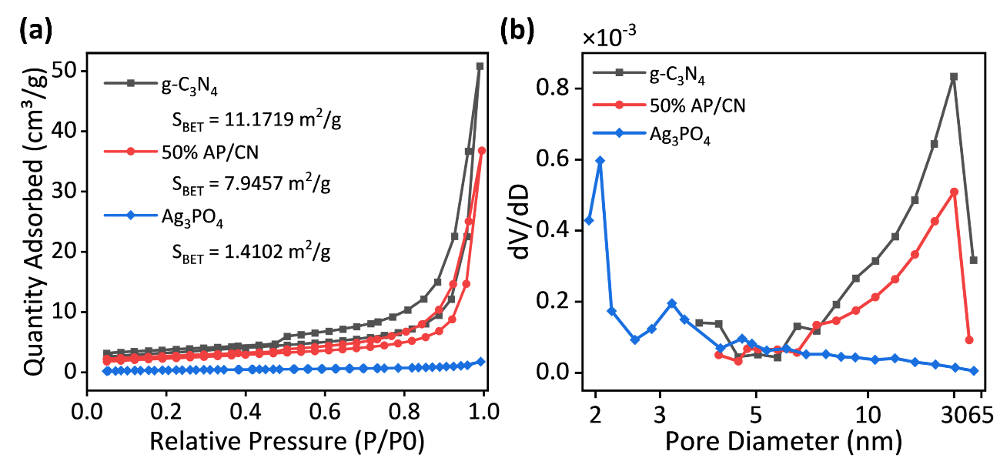 (a)
Quantity Adsorbed (cm³/g)
50
40
30
20
10
0
g-C₃N₄
S_BET = 11.1719 m²/g
50% AP/CN
S_BET = 7.9457 m²/g
Ag₃PO₄
S_BET = 1.4102 m²/g
0.0 0.2 0.4 0.6 0.8 1.0
Relative Pressure (P/P0)
(b)
×10⁻³
dV/dD
0.8
0.6
0.4
0.2
0.0
g-C₃N₄
50% AP/CN
Ag₃PO₄
2 3 5 10 3065
Pore Diameter (nm)